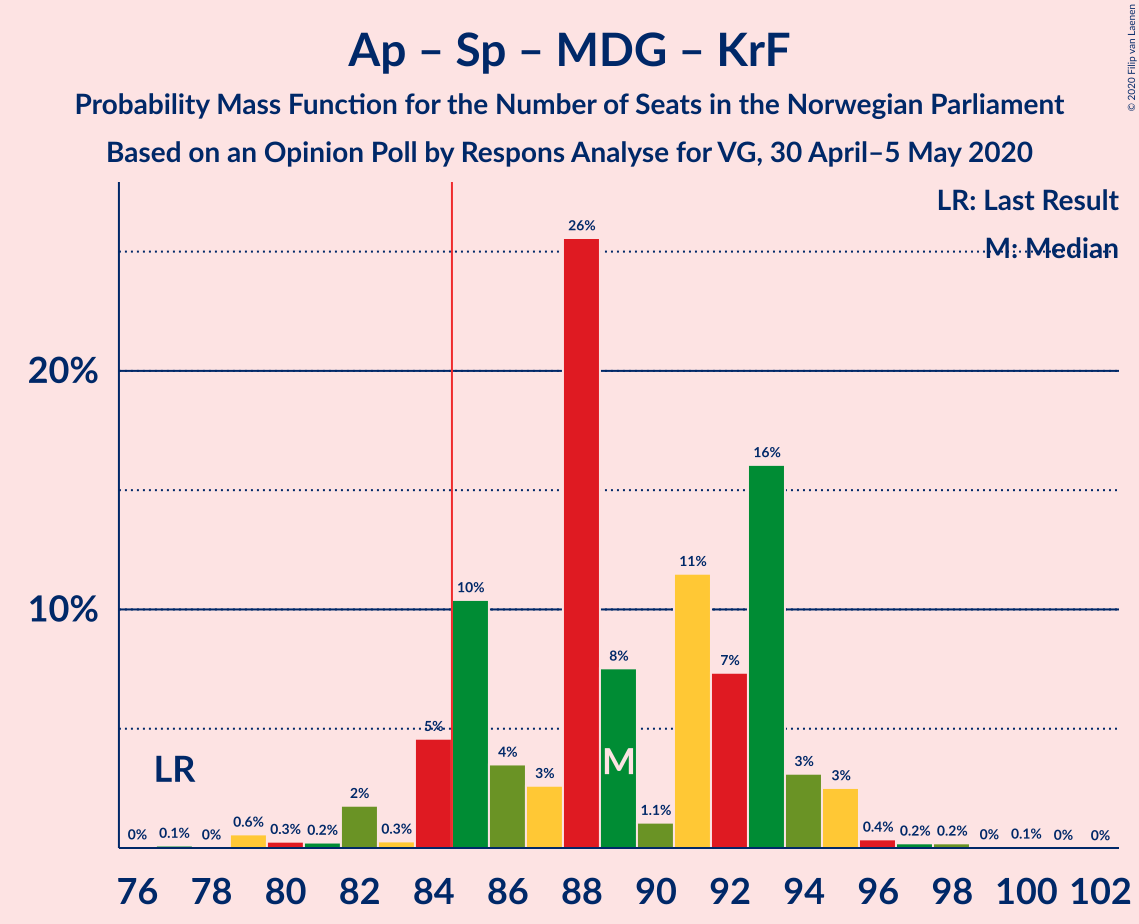 Ap – Sp – MDG – KrF
Probability Mass Function for the Number of Seats in the Norwegian Parliament
Based on an Opinion Poll by Respons Analyse for VG, 30 April–5 May 2020
© 2020 Filip van Laenen
LR: Last Result
M: Median
20%
10%
0% 0.1% 0% 0.6% 0.3% 0.2% 2% 0.3% 5% 10% 4% 3% 26% 8% 1.1% 11% 7% 16% 3% 3% 0.4% 0.2% 0.2% 0% 0.1% 0% 0%
LR
M
76 78 80 82 84 86 88 90 92 94 96 98 100 102